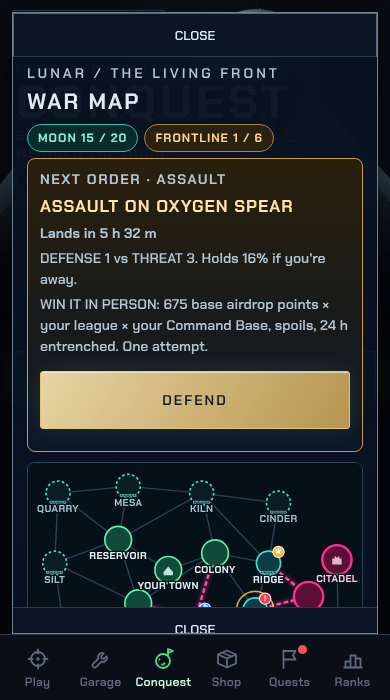 CLOSE
LUNAR / THE LIVING FRONT
WAR MAP
MOON 15 / 20
FRONTLINE 1 / 6
NEXT ORDER · ASSAULT
ASSAULT ON OXYGEN SPEAR
Lands in 5 h 32 m
DEFENSE 1 vs THREAT 3. Holds 16% if you're
away.
WIN IT IN PERSON: 675 base airdrop points ×
your league × your Command Base, spoils, 24 h
entrenched. One attempt.
DEFEND
QUARRY
MESA
KILN
CINDER
RESERVOIR
COLONY
SILT
YOUR TOWN
RIDGE
CITADEL
CLOSE
Play
Garage
Conquest
Shop
Quests
Ranks